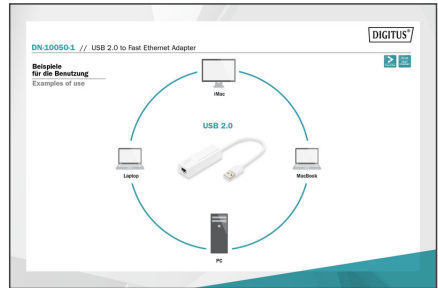 DIGITUS®
DN-10050-1 // USB 2.0 to Fast Ethernet Adapter
Beispiele
für die Benutzung
Examples of use
iMac
USB 2.0
Laptop
MacBook
PC